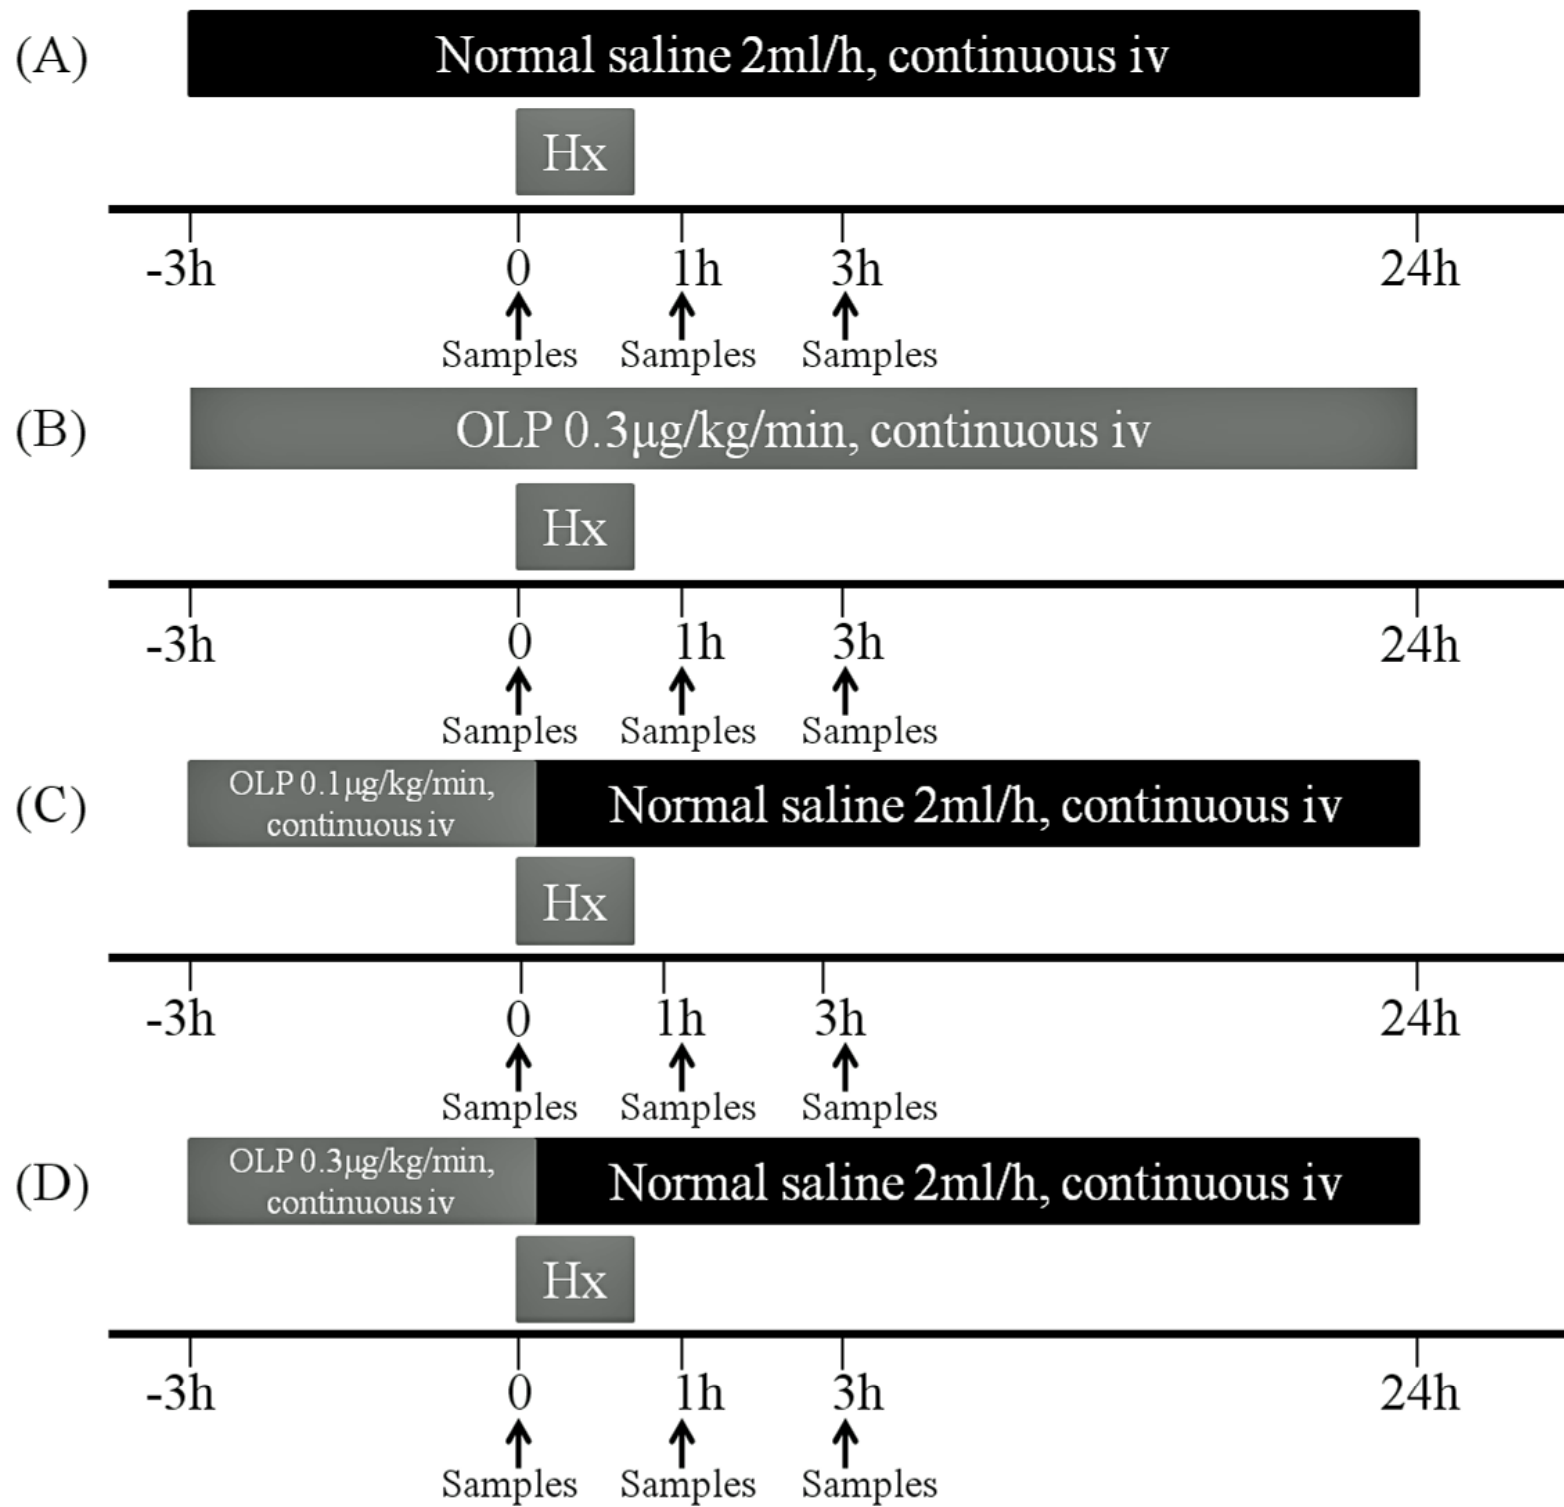 (A)
Normal saline 2ml/h, continuous iv
Hx
-3h 0 1h 3h 24h
Samples Samples Samples
(B)
OLP 0.3μg/kg/min, continuous iv
Hx
-3h 0 1h 3h 24h
Samples Samples Samples
(C)
OLP 0.1μg/kg/min,
continuous iv
Normal saline 2ml/h, continuous iv
Hx
-3h 0 1h 3h 24h
Samples Samples Samples
(D)
OLP 0.3μg/kg/min,
continuous iv
Normal saline 2ml/h, continuous iv
Hx
-3h 0 1h 3h 24h
Samples Samples Samples